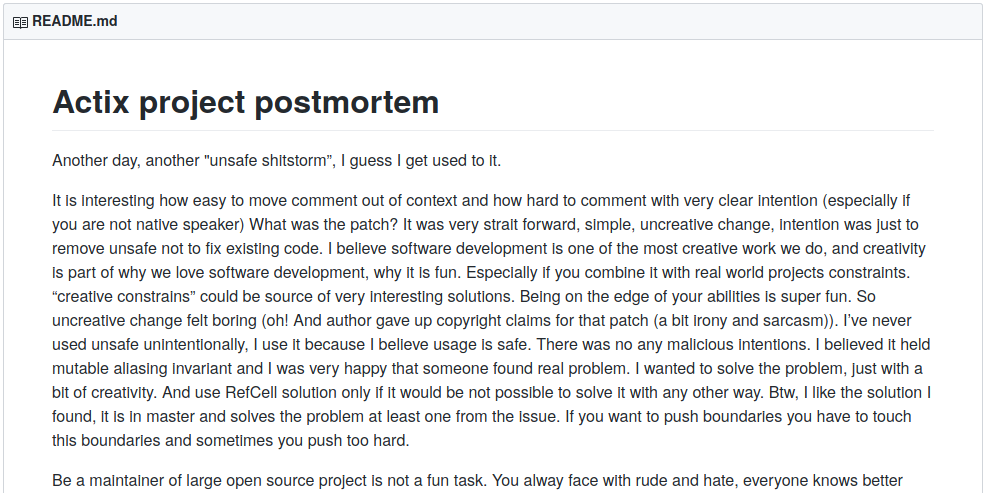 README.md
Actix project postmortem
Another day, another "unsafe shitstorm”, I guess I get used to it.
It is interesting how easy to move comment out of context and how hard to comment with very clear intention (especially if
you are not native speaker) What was the patch? It was very strait forward, simple, uncreative change, intention was just to
remove unsafe not to fix existing code. I believe software development is one of the most creative work we do, and creativity
is part of why we love software development, why it is fun. Especially if you combine it with real world projects constraints.
“creative constrains” could be source of very interesting solutions. Being on the edge of your abilities is super fun. So
uncreative change felt boring (oh! And author gave up copyright claims for that patch (a bit irony and sarcasm)). I’ve never
used unsafe unintentionally, I use it because I believe usage is safe. There was no any malicious intentions. I believed it held
mutable aliasing invariant and I was very happy that someone found real problem. I wanted to solve the problem, just with a
bit of creativity. And use RefCell solution only if it would be not possible to solve it with any other way. Btw, I like the solution I
found, it is in master and solves the problem at least one from the issue. If you want to push boundaries you have to touch
this boundaries and sometimes you push too hard.
Be a maintainer of large open source project is not a fun task. You alway face with rude and hate, everyone knows better